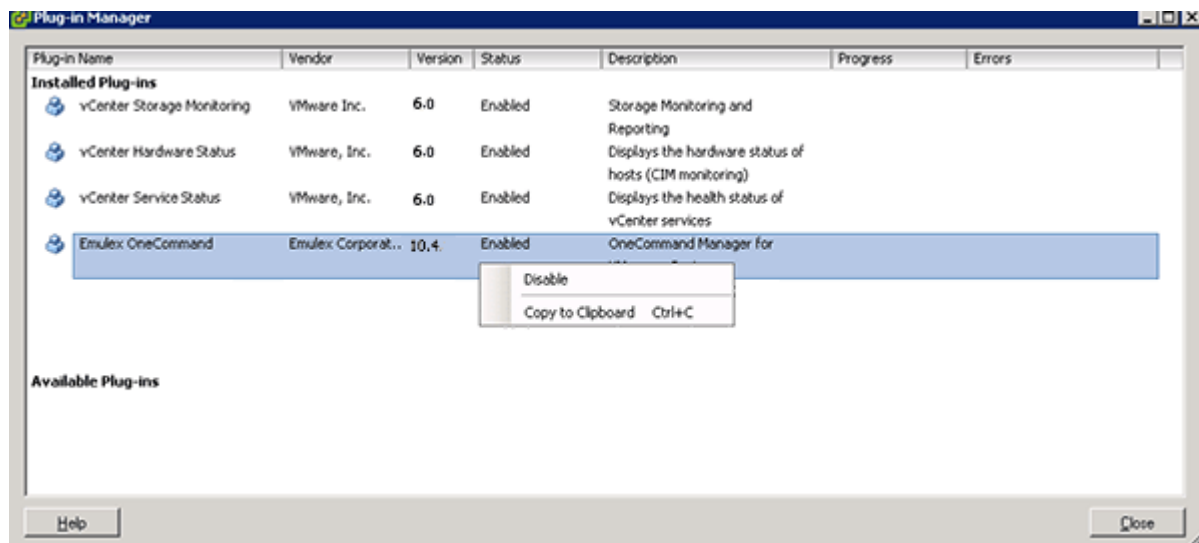 Plug-in Manager
Plug-in Name Vendor Version Status Description Progress Errors
Installed Plug-ins
vCenter Storage Monitoring VMware Inc. 6.0 Enabled Storage Monitoring and
Reporting
vCenter Hardware Status VMware, Inc. 6.0 Enabled Displays the hardware status of
hosts (CIM monitoring)
vCenter Service Status VMware, Inc. 6.0 Enabled Displays the health status of
vCenter services
Emulex OneCommand Emulex Corporat... 10.4. Enabled OneCommand Manager for
Disable
Copy to Clipboard Ctrl+C
Available Plug-ins
Help Close